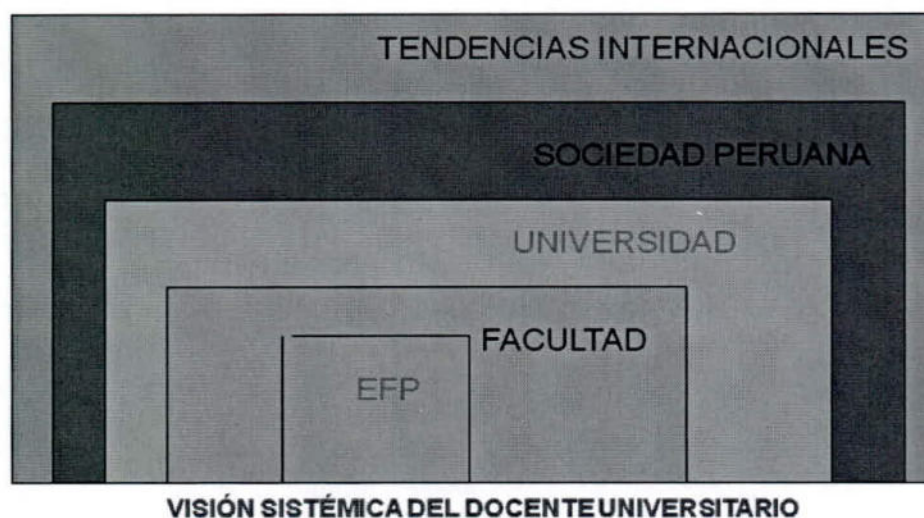 TENDENCIAS INTERNACIONALES
SOCIEDAD PERUANA
UNIVERSIDAD
FACULTAD
EFP
VISIÓN SISTÉMICA DEL DOCENTE UNIVERSITARIO